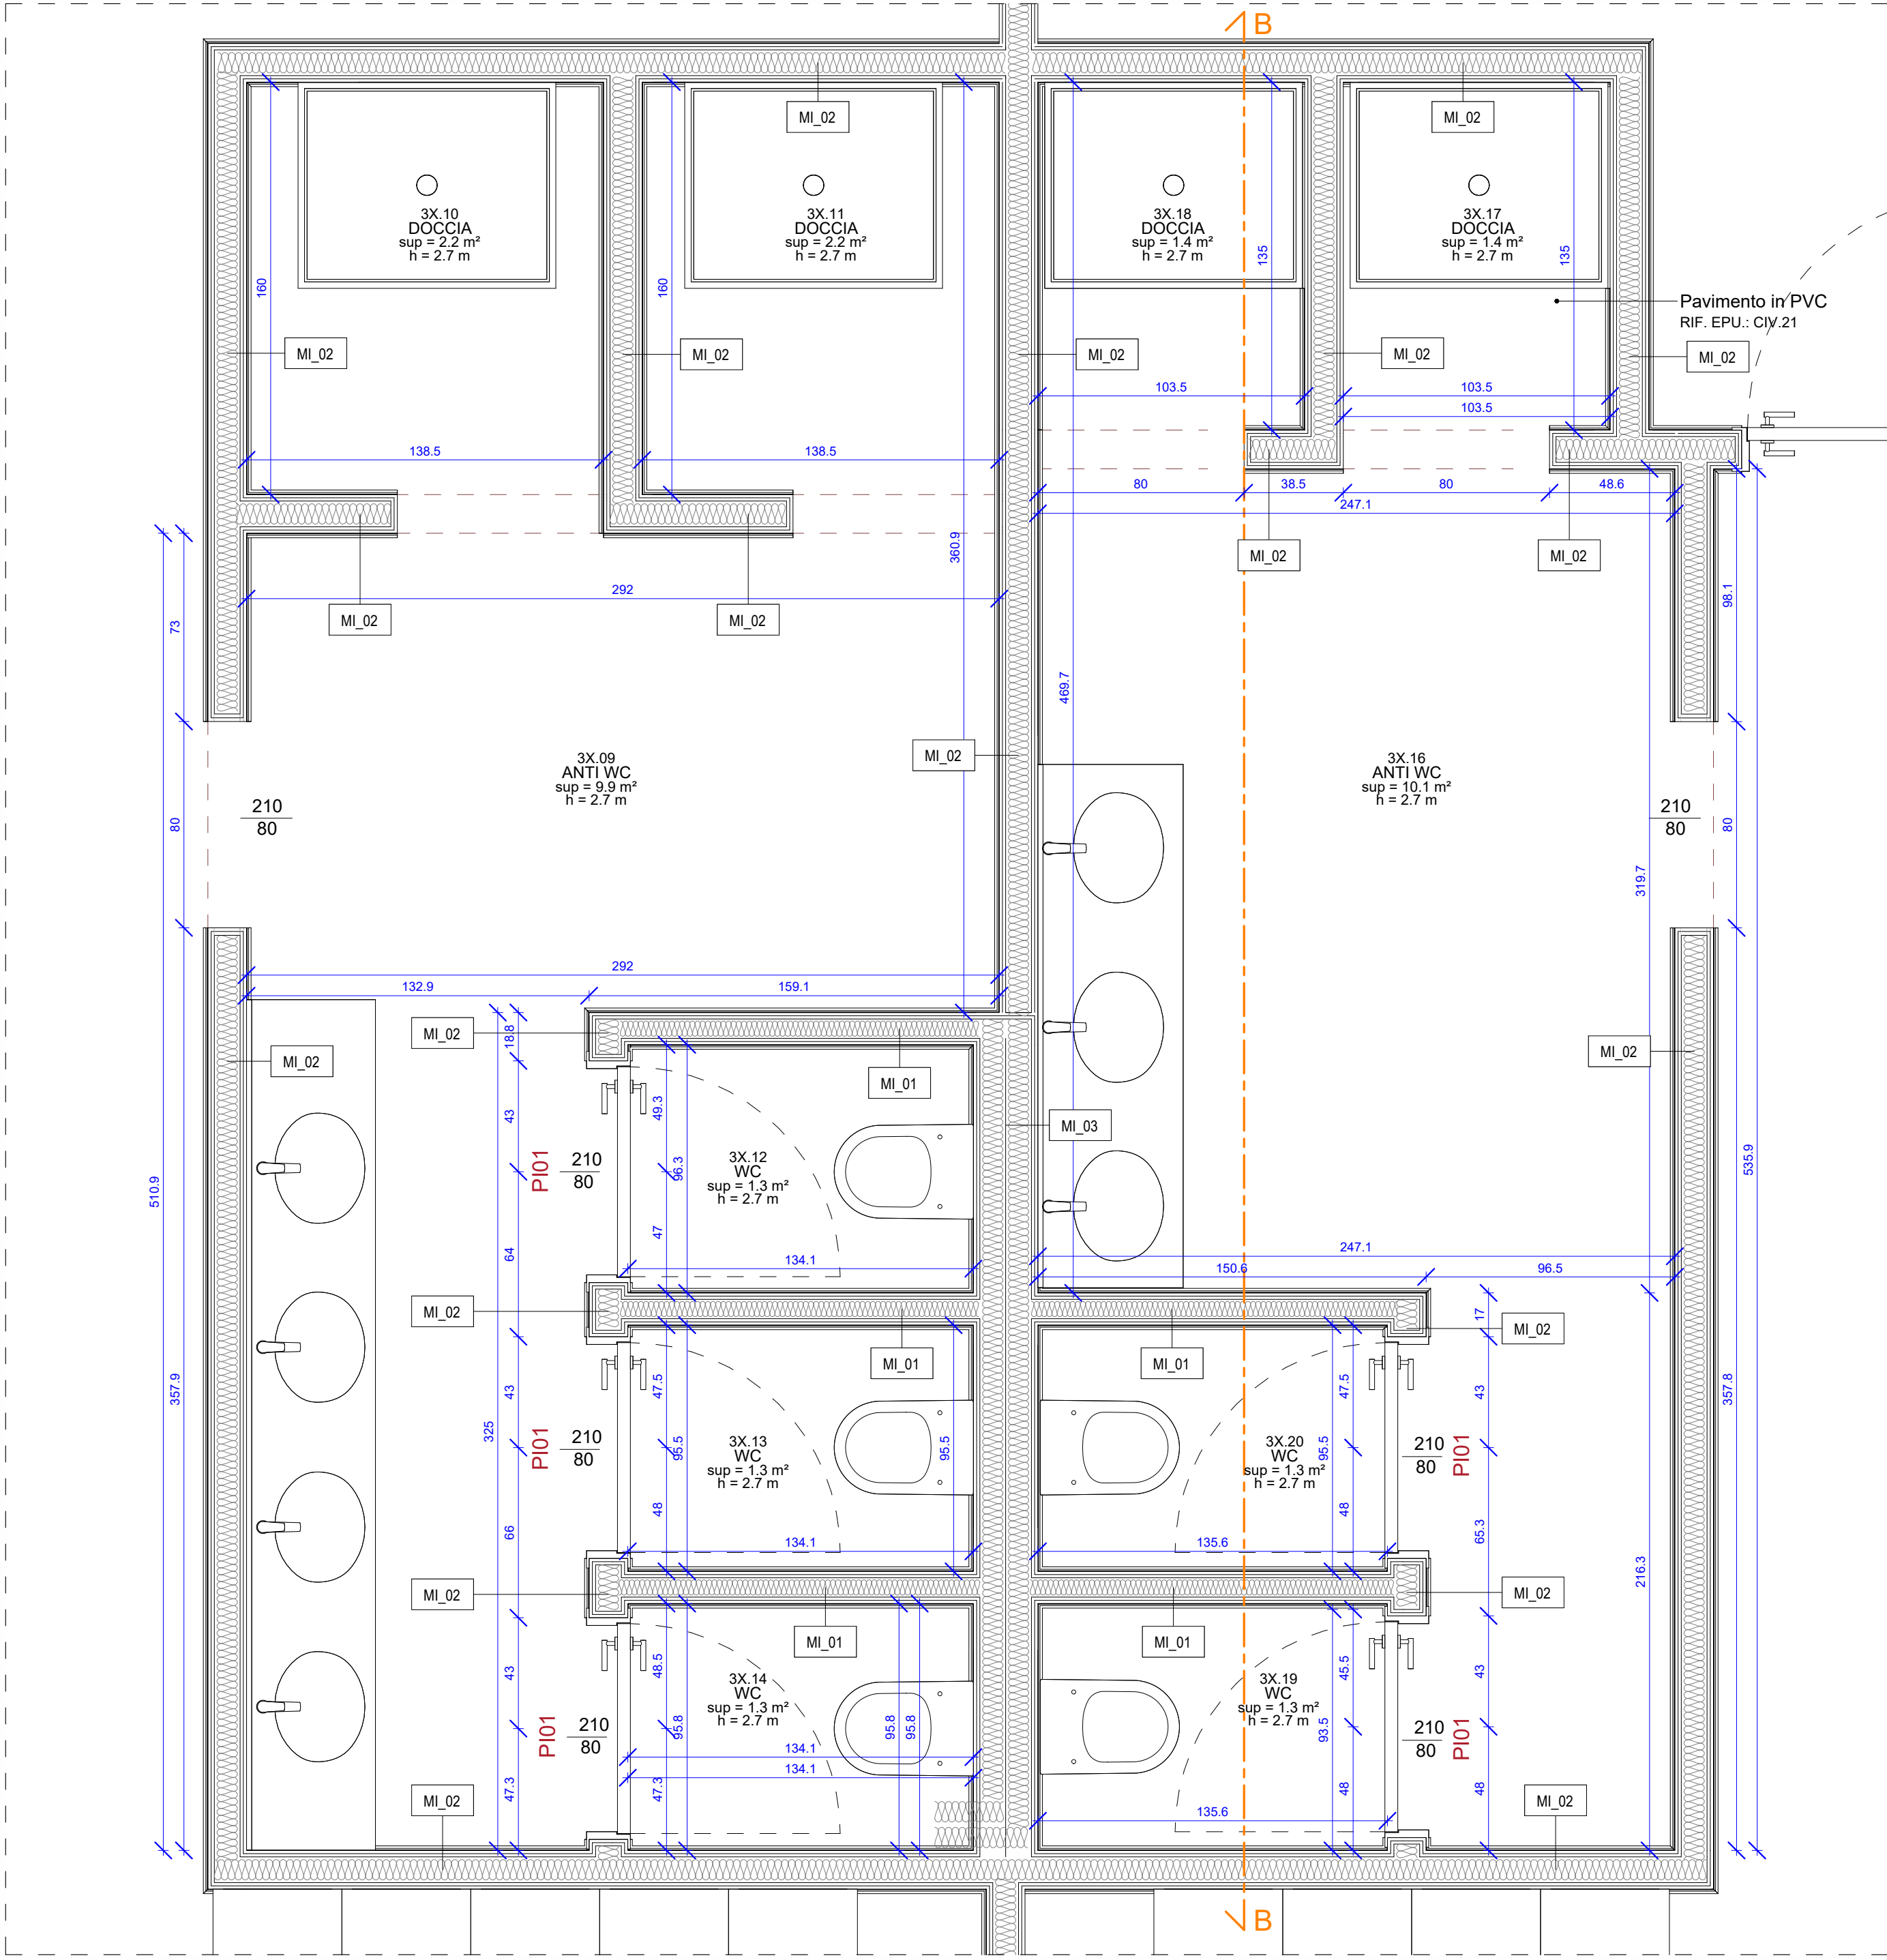 B
MI_02
MI_02
3X.10
DOCCIA
sup = 2.2 m²
h = 2.7 m
3X.11
DOCCIA
sup = 2.2 m²
h = 2.7 m
3X.18
DOCCIA
sup = 1.4 m²
h = 2.7 m
3X.17
DOCCIA
sup = 1.4 m²
h = 2.7 m
135
135
160
160
Pavimento in PVC
RIF. EPU.: CIV.21
MI_02
MI_02
MI_02
MI_02
MI_02
103.5
103.5
103.5
138.5
138.5
80
38.5
80
48.6
247.1
360.9
MI_02
MI_02
292
98.1
MI_02
MI_02
73
469.7
MI_02
3X.09
ANTI WC
sup = 9.9 m²
h = 2.7 m
3X.16
ANTI WC
sup = 10.1 m²
h = 2.7 m
210
80
210
80
80
80
319.7
292
132.9
159.1
MI_02
18.8
MI_02
MI_02
MI_01
43
49.3
MI_03
3X.12
WC
sup = 1.3 m²
h = 2.7 m
PI01
210
80
96.3
510.9
535.9
47
64
134.1
247.1
150.6
96.5
MI_02
17
MI_02
MI_01
MI_01
357.9
43
47.5
47.5
43
357.8
325
PI01
210
80
95.5
3X.13
WC
sup = 1.3 m²
h = 2.7 m
95.5
3X.20
WC
sup = 1.3 m²
h = 2.7 m
95.5
210
80
PI01
66
48
48
65.3
134.1
135.6
216.3
MI_02
MI_02
MI_01
MI_01
43
48.5
45.5
43
3X.14
WC
sup = 1.3 m²
h = 2.7 m
3X.19
WC
sup = 1.3 m²
h = 2.7 m
PI01
210
80
95.8
95.8
95.8
93.5
210
80
PI01
134.1
134.1
47.3
47.3
48
48
MI_02
135.6
MI_02
B